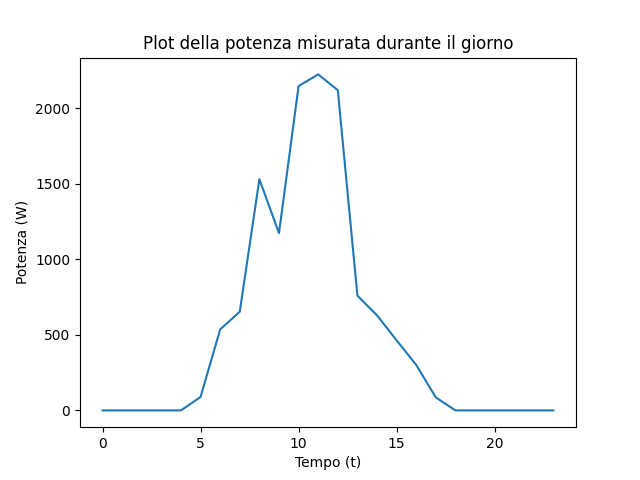 Plot della potenza misurata durante il giorno
2000
1500
1000
500
0
Potenza (W)
0 5 10 15 20
Tempo (t)